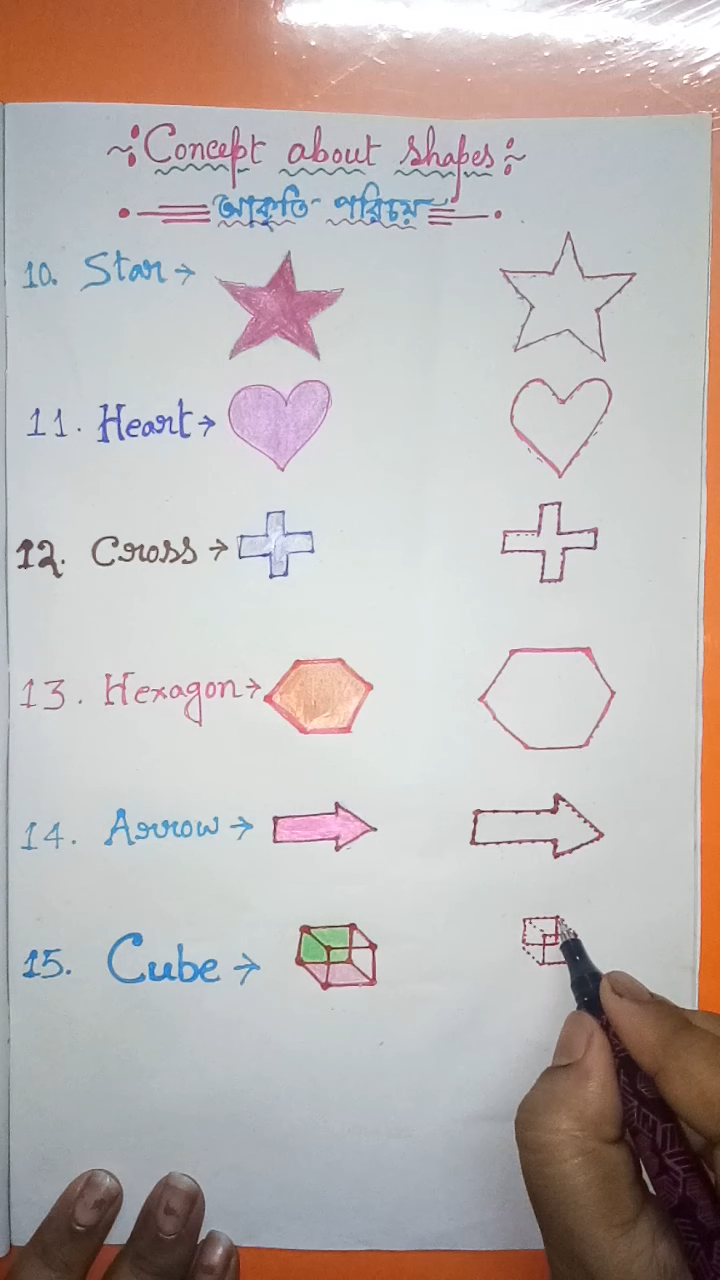 Concept about shapes
আকৃতি পরিচয়
10. Star →
11. Heart →
12. Cross →
13. Hexagon →
14. Arrow →
15. Cube →